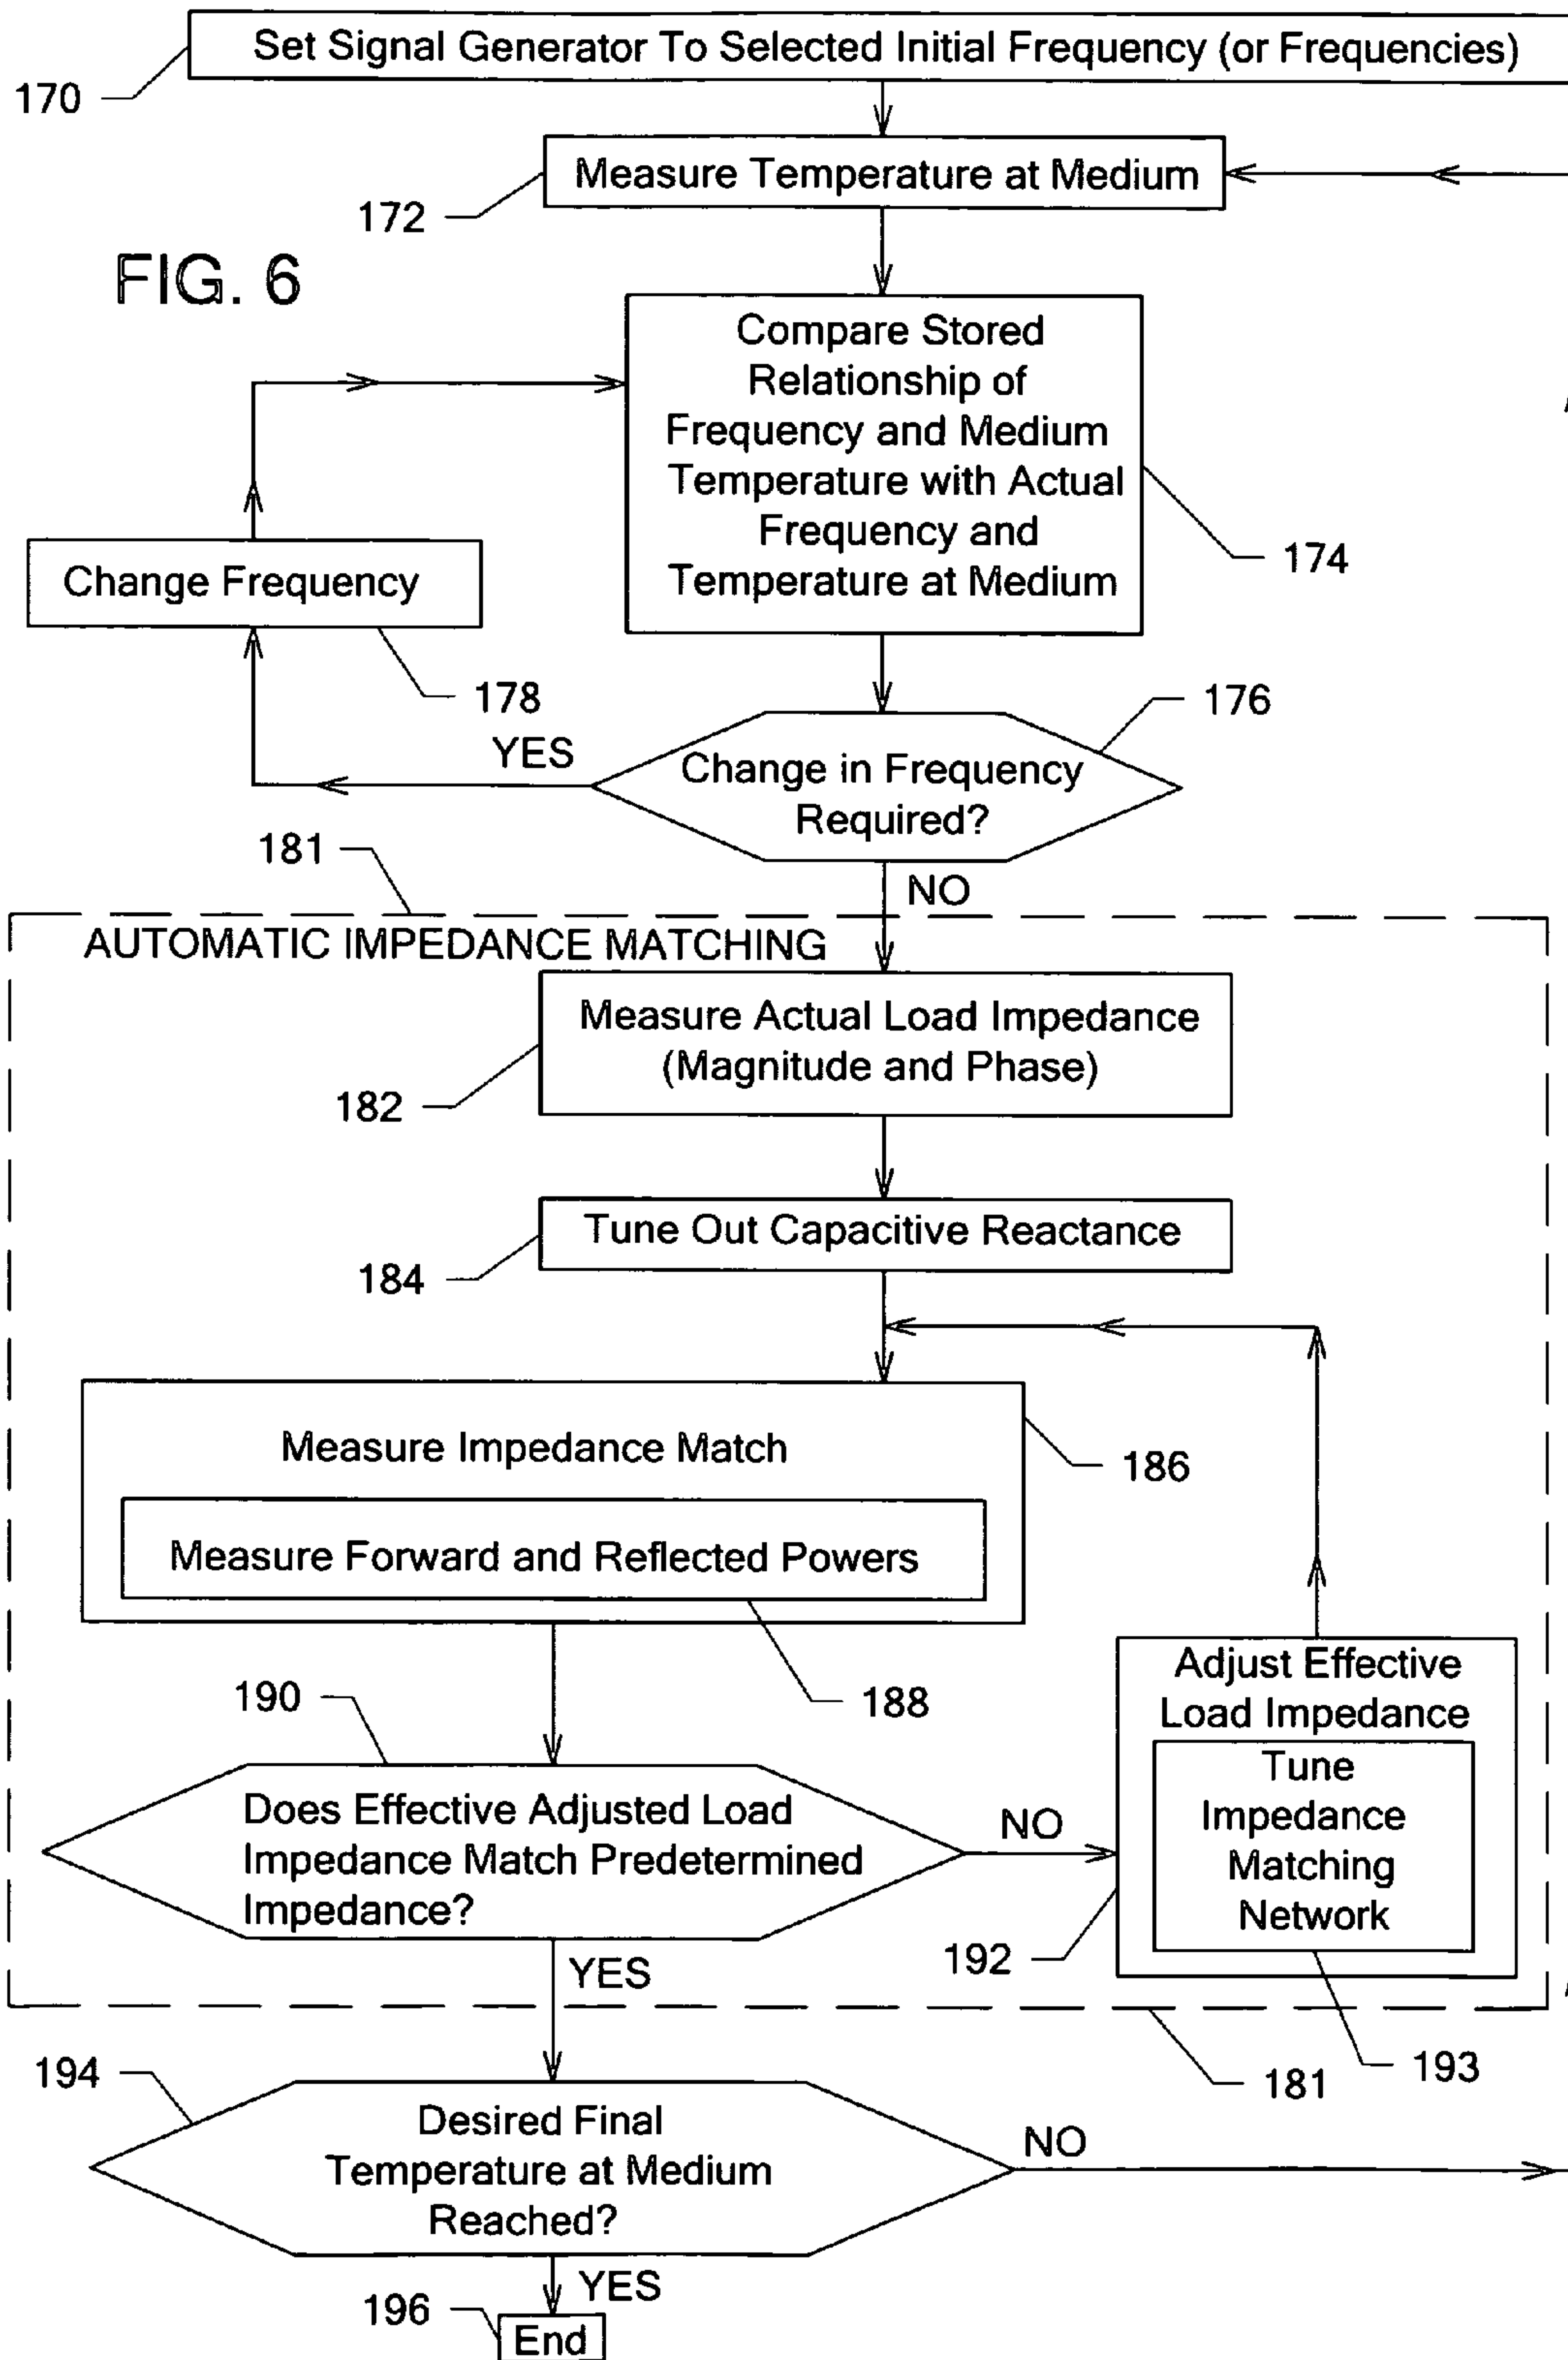 Set Signal Generator To Selected Initial Frequency (or Frequencies)
170
Measure Temperature at Medium
172
FIG. 6
Compare Stored
Relationship of
Frequency and Medium
Temperature with Actual
Frequency and
Temperature at Medium
174
Change Frequency
178
176
YES
Change in Frequency
Required?
181
NO
AUTOMATIC IMPEDANCE MATCHING
Measure Actual Load Impedance
(Magnitude and Phase)
182
Tune Out Capacitive Reactance
184
Measure Impedance Match
186
Measure Forward and Reflected Powers
188
Adjust Effective
Load Impedance
Tune
Impedance
Matching
Network
190
Does Effective Adjusted Load
Impedance Match Predetermined
Impedance?
NO
192
YES
193
181
194
Desired Final
Temperature at Medium
Reached?
NO
YES
196
End